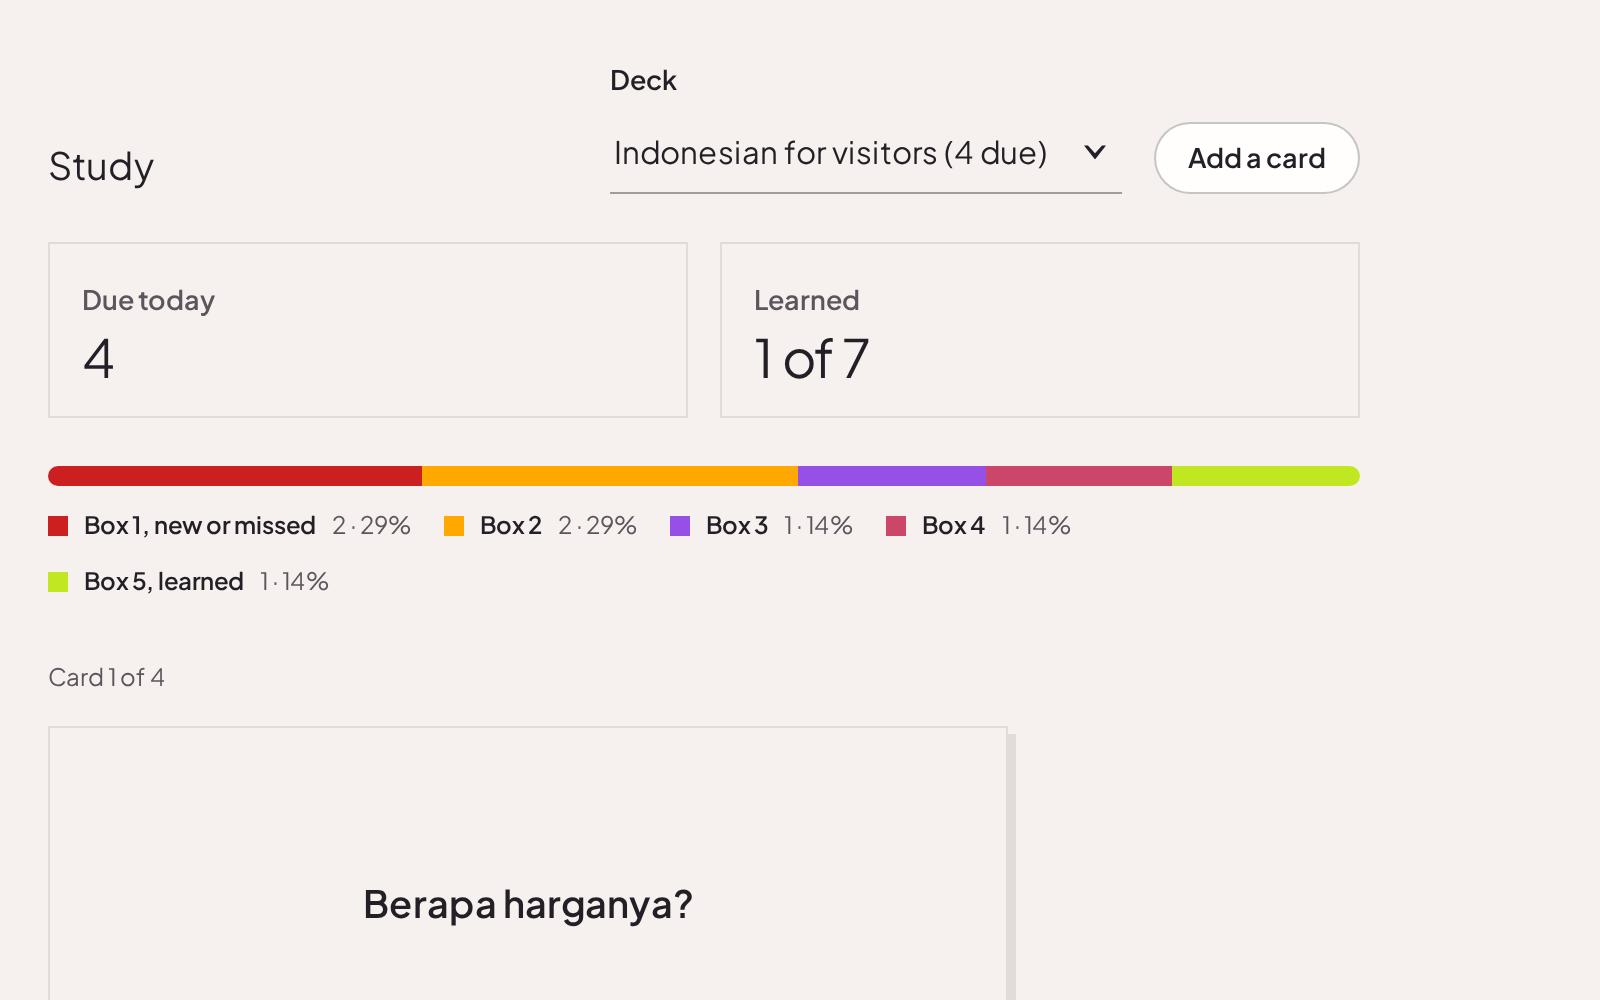 Deck
Study
Indonesian for visitors (4 due)
Add a card
Due today
4
Learned
1 of 7
Box 1, new or missed 2 · 29%
Box 2 2 · 29%
Box 3 1 · 14%
Box 4 1 · 14%
Box 5, learned 1 · 14%
Card 1 of 4
Berapa harganya?